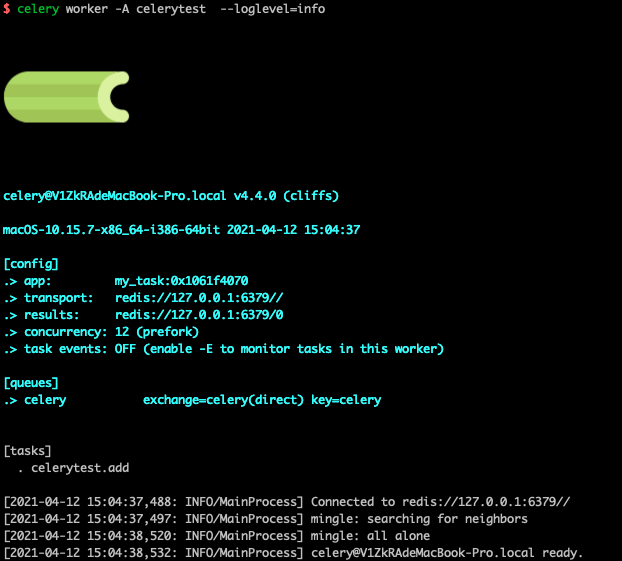 $ celery worker -A celerytest  --loglevel=info
celery@V1ZkRAdeMacBook-Pro.local v4.4.0 (cliffs)
macOS-10.15.7-x86_64-i386-64bit 2021-04-12 15:04:37
[config]
.> app:         my_task:0x1061f4070
.> transport:   redis://127.0.0.1:6379//
.> results:     redis://127.0.0.1:6379/0
.> concurrency: 12 (prefork)
.> task events: OFF (enable -E to monitor tasks in this worker)
[queues]
.> celery           exchange=celery(direct) key=celery
[tasks]
  . celerytest.add
[2021-04-12 15:04:37,488: INFO/MainProcess] Connected to redis://127.0.0.1:6379//
[2021-04-12 15:04:37,497: INFO/MainProcess] mingle: searching for neighbors
[2021-04-12 15:04:38,520: INFO/MainProcess] mingle: all alone
[2021-04-12 15:04:38,532: INFO/MainProcess] celery@V1ZkRAdeMacBook-Pro.local ready.